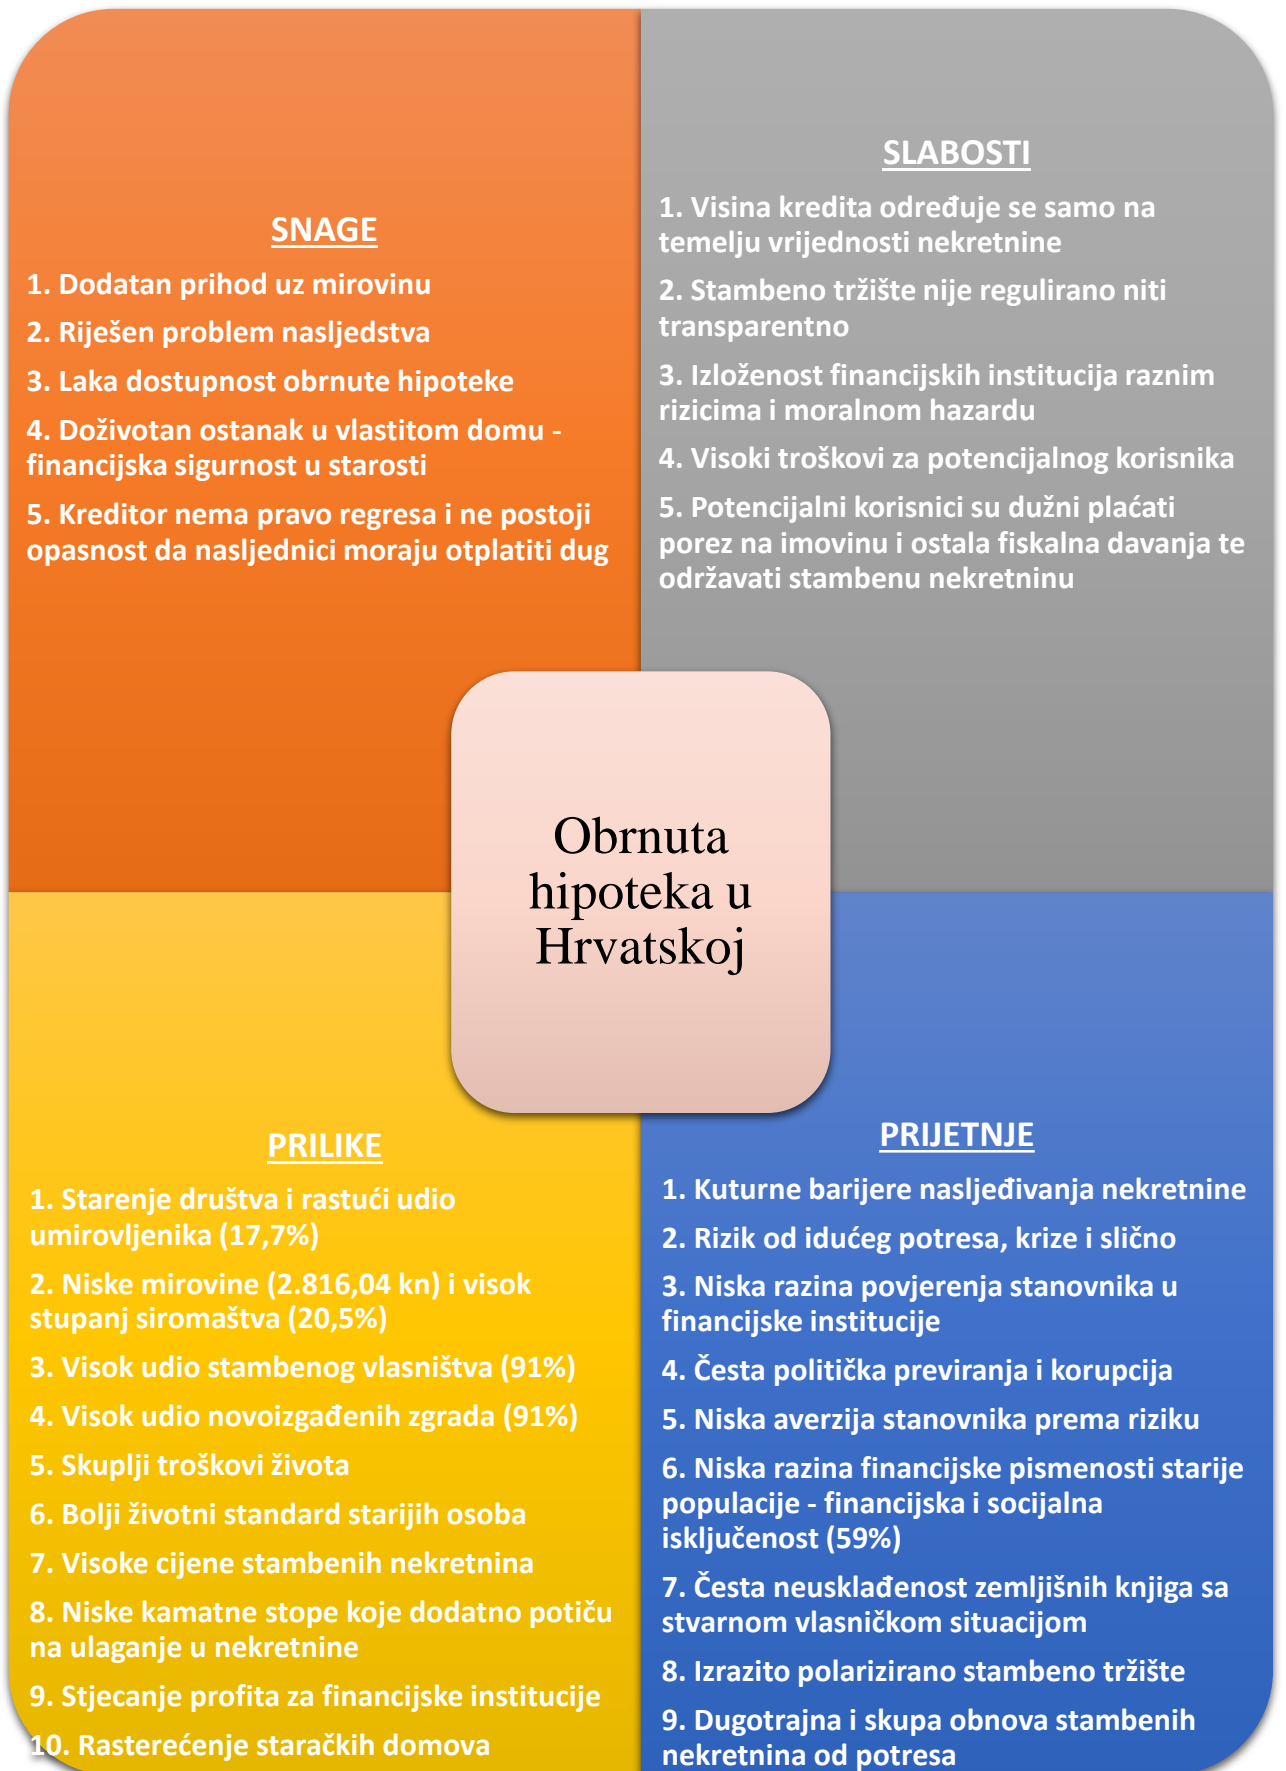 SNAGE
1. Dodatan prihod uz mirovinu
2. Riješen problem nasljedstva
3. Laka dostupnost obrnute hipoteke
4. Doživotan ostanak u vlastitom domu -
financijska sigurnost u starosti
5. Kreditor nema pravo regresa i ne postoji
opasnost da nasljednici moraju otplatiti dug
SLABOSTI
1. Visina kredita određuje se samo na
temelju vrijednosti nekretnine
2. Stambeno tržište nije regulirano niti
transparentno
3. Izloženost financijskih institucija raznim
rizicima i moralnom hazardu
4. Visoki troškovi za potencijalnog korisnika
5. Potencijalni korisnici su dužni plaćati
porez na imovinu i ostala fiskalna davanja te
održavati stambenu nekretninu
Obrnuta
hipoteka u
Hrvatskoj
PRILIKE
1. Starenje društva i rastući udio
umirovljenika (17,7%)
2. Niske mirovine (2.816,04 kn) i visok
stupanj siromaštva (20,5%)
3. Visok udio stambenog vlasništva (91%)
4. Visok udio novoizgađenih zgrada (91%)
5. Skuplji troškovi života
6. Bolji životni standard starijih osoba
7. Visoke cijene stambenih nekretnina
8. Niske kamatne stope koje dodatno potiču
na ulaganje u nekretnine
9. Stjecanje profita za financijske institucije
10. Rasterećenje staračkih domova
PRIJETNJE
1. Kuturne barijere nasljeđivanja nekretnine
2. Rizik od idućeg potresa, krize i slično
3. Niska razina povjerenja stanovnika u
financijske institucije
4. Česta politička previranja i korupcija
5. Niska averzija stanovnika prema riziku
6. Niska razina financijske pismenosti starije
populacije - financijska i socijalna
isključenost (59%)
7. Česta neusklađenost zemljišnih knjiga sa
stvarnom vlasničkom situacijom
8. Izrazito polarizirano stambeno tržište
9. Dugotrajna i skupa obnova stambenih
nekretnina od potresa